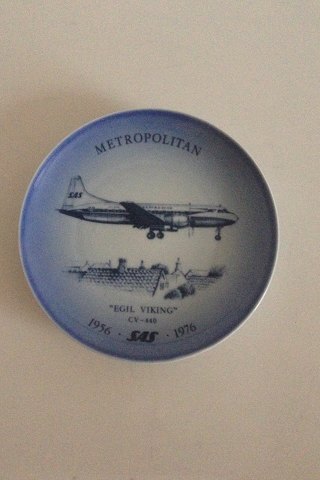 METROPOLITAN
SAS
"EGIL VIKING"
CV-440
1956 · SAS · 1976